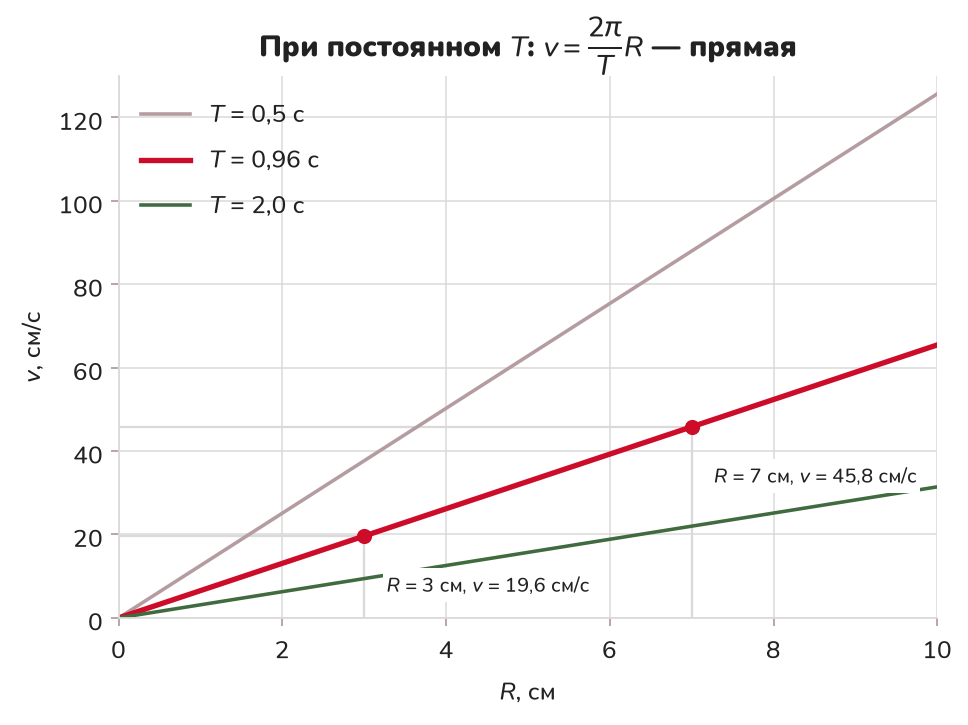 При постоянном T: v = 2π/T R — прямая
T = 0,5 с
T = 0,96 с
T = 2,0 с
120
100
80
60
40
20
0
v, см/с
R = 7 см, v = 45,8 см/с
R = 3 см, v = 19,6 см/с
0 2 4 6 8 10
R, см